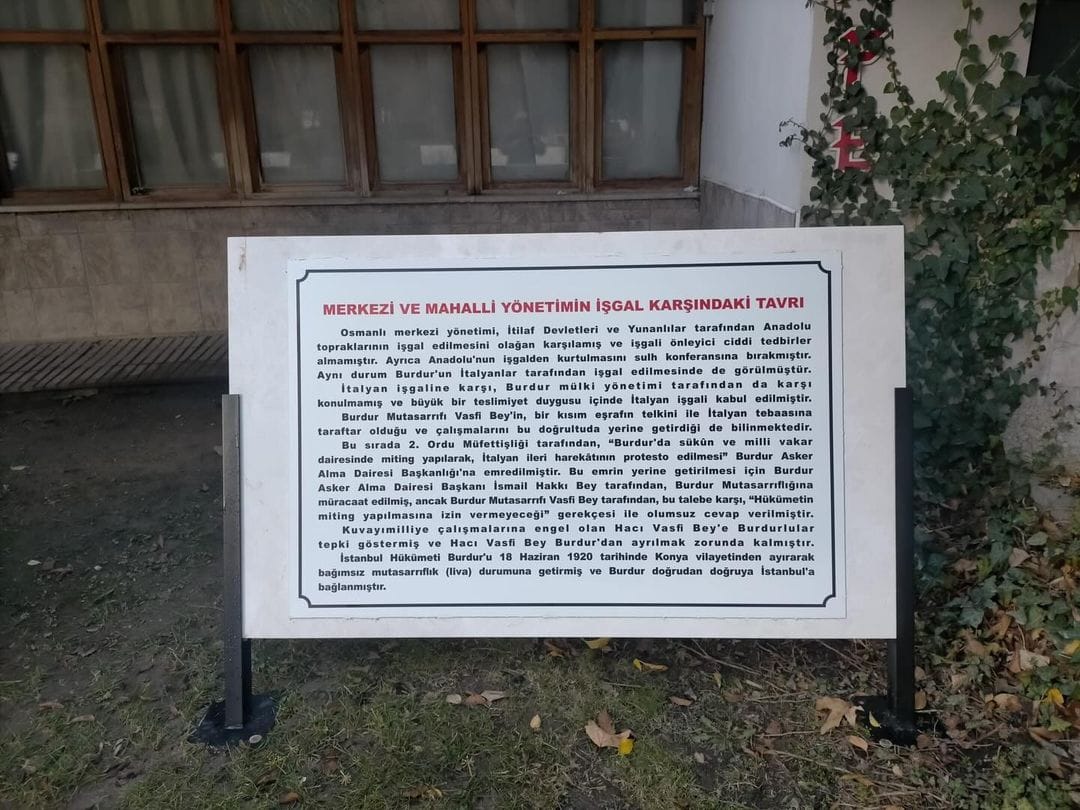 MERKEZİ VE MAHALLİ YÖNETİMİN İŞGAL KARŞINDAKİ TAVRI
Osmanlı merkezi yönetimi, İtilaf Devletleri ve Yunanlılar tarafından Anadolu
topraklarının işgal edilmesini olağan karşılamış ve işgali önleyici ciddi tedbirler
almamıştır. Ayrıca Anadolu'nun işgalden kurtulmasını sulh konferansına bırakmıştır.
Aynı durum Burdur'un İtalyanlar tarafından işgal edilmesinde de görülmüştür.
İtalyan işgaline karşı, Burdur mülki yönetimi tarafından da karşı
konulmamış ve büyük bir teslimiyet duygusu içinde İtalyan işgali kabul edilmiştir.
Burdur Mutasarrıfı Vasfi Bey'in, bir kısım eşrafın telkini ile İtalyan tebaasına
taraftar olduğu ve çalışmalarını bu doğrultuda yerine getirdiği de bilinmektedir.
Bu sırada 2. Ordu Müfettişliği tarafından, “Burdur'da sükûn ve milli vakar
dairesinde miting yapılarak, İtalyan ileri harekâtının protesto edilmesi” Burdur Asker
Alma Dairesi Başkanlığı'na emredilmiştir. Bu emrin yerine getirilmesi için Burdur
Asker Alma Dairesi Başkanı İsmail Hakkı Bey tarafından, Burdur Mutasarrıflığına
müracaat edilmiş, ancak Burdur Mutasarrıfı Vasfi Bey tarafından, bu talebe karşı, “Hükümetin
miting yapılmasına izin vermeyeceği” gerekçesi ile olumsuz cevap verilmiştir.
Kuvayımilliye çalışmalarına engel olan Hacı Vasfi Bey'e Burdurlular
tepki göstermiş ve Hacı Vasfi Bey Burdur'dan ayrılmak zorunda kalmıştır.
İstanbul Hükümeti Burdur'u 18 Haziran 1920 tarihinde Konya vilayetinden ayırarak
bağımsız mutasarrıflık (liva) durumuna getirmiş ve Burdur doğrudan doğruya İstanbul'a
bağlanmıştır.